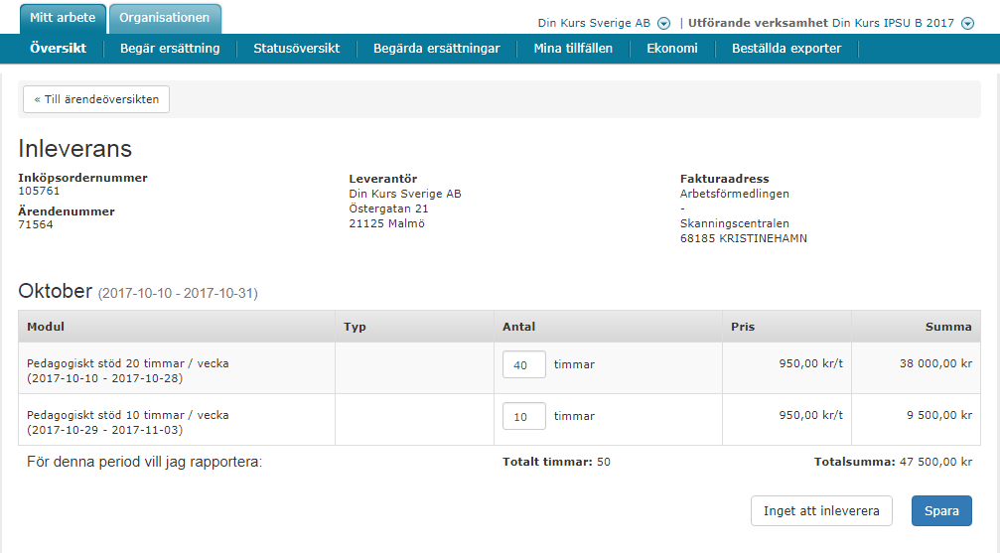 Mitt arbete Organisationen
Din Kurs Sverige AB | Utförande verksamhet Din Kurs IPSU B 2017
Översikt Begär ersättning Statusöversikt Begärda ersättningar Mina tillfällen Ekonomi Beställda exporter
« Till ärendeöversikten
Inleverans
Inköpsordernummer
105761
Ärendenummer
71564
Leverantör
Din Kurs Sverige AB
Östergatan 21
21125 Malmö
Fakturaadress
Arbetsförmedlingen
-
Skanningscentralen
68185 KRISTINEHAMN
Oktober (2017-10-10 - 2017-10-31)
Modul Typ Antal Pris Summa
Pedagogiskt stöd 20 timmar / vecka 40 timmar 950,00 kr/t 38 000,00 kr
(2017-10-10 - 2017-10-28)
Pedagogiskt stöd 10 timmar / vecka 10 timmar 950,00 kr/t 9 500,00 kr
(2017-10-29 - 2017-11-03)
För denna period vill jag rapportera: Totalt timmar: 50 Totalsumma: 47 500,00 kr
Inget att inleverera Spara